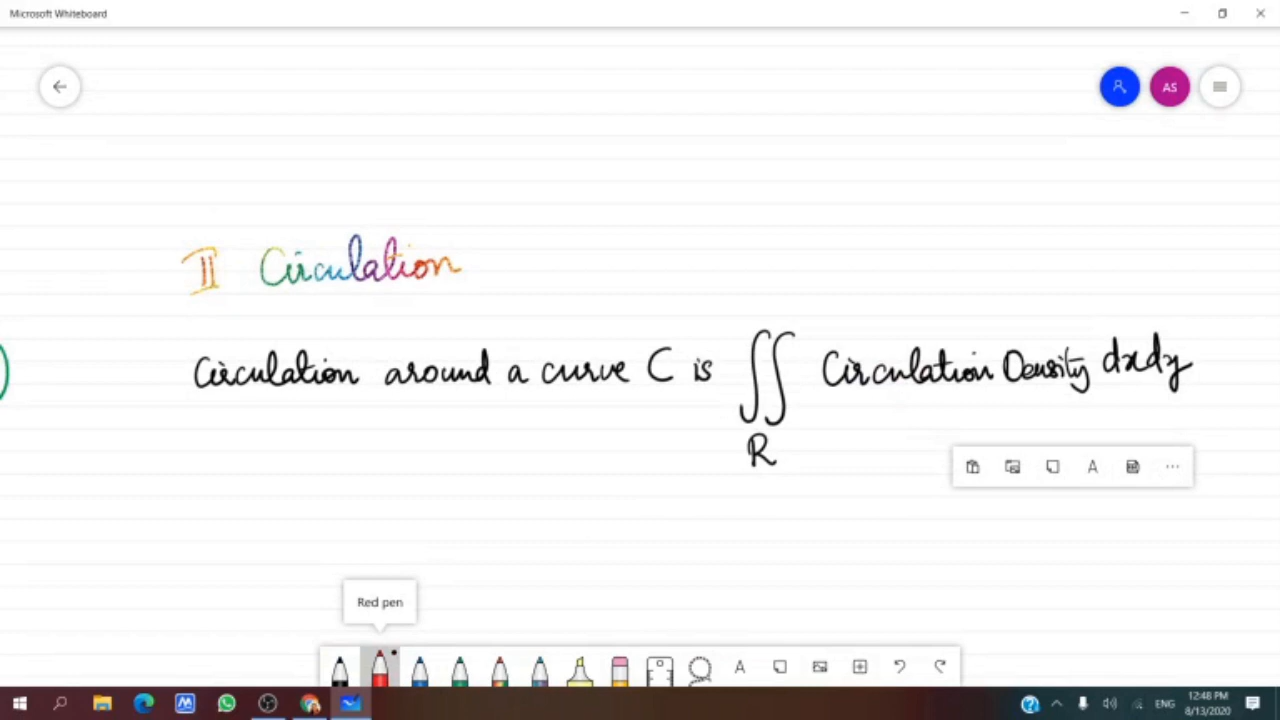 Microsoft Whiteboard
AS
II Circulation
Circulation around a curve C is ∬ Circulation Density dxdy
R
A
Red pen
A
ENG
12:48 PM
8/13/2020